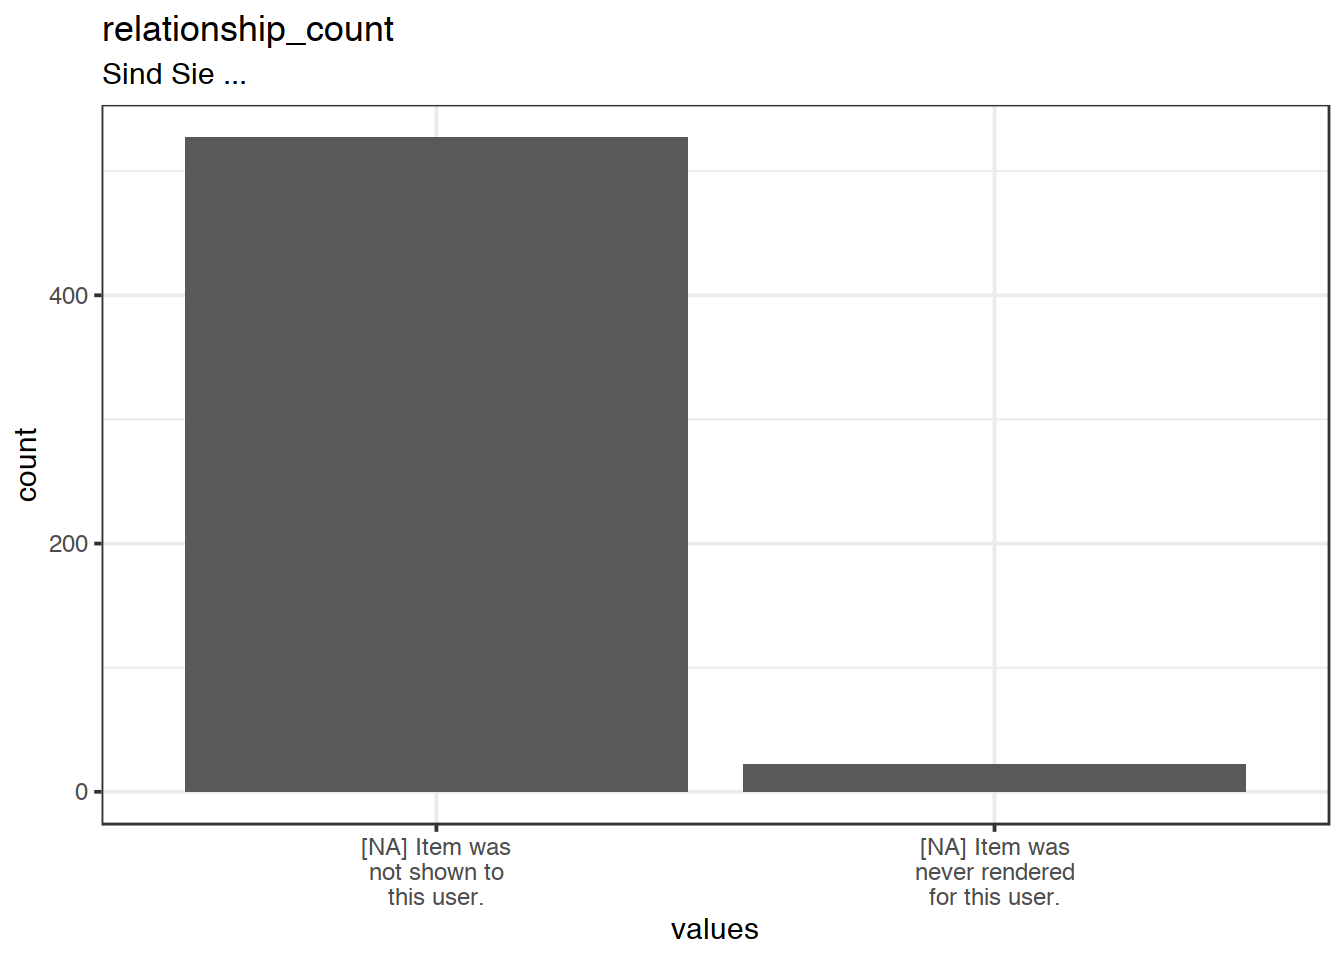 relationship_count
Sind Sie ...
count
400
200
0
[NA] Item was
not shown to
this user.
[NA] Item was
never rendered
for this user.
values